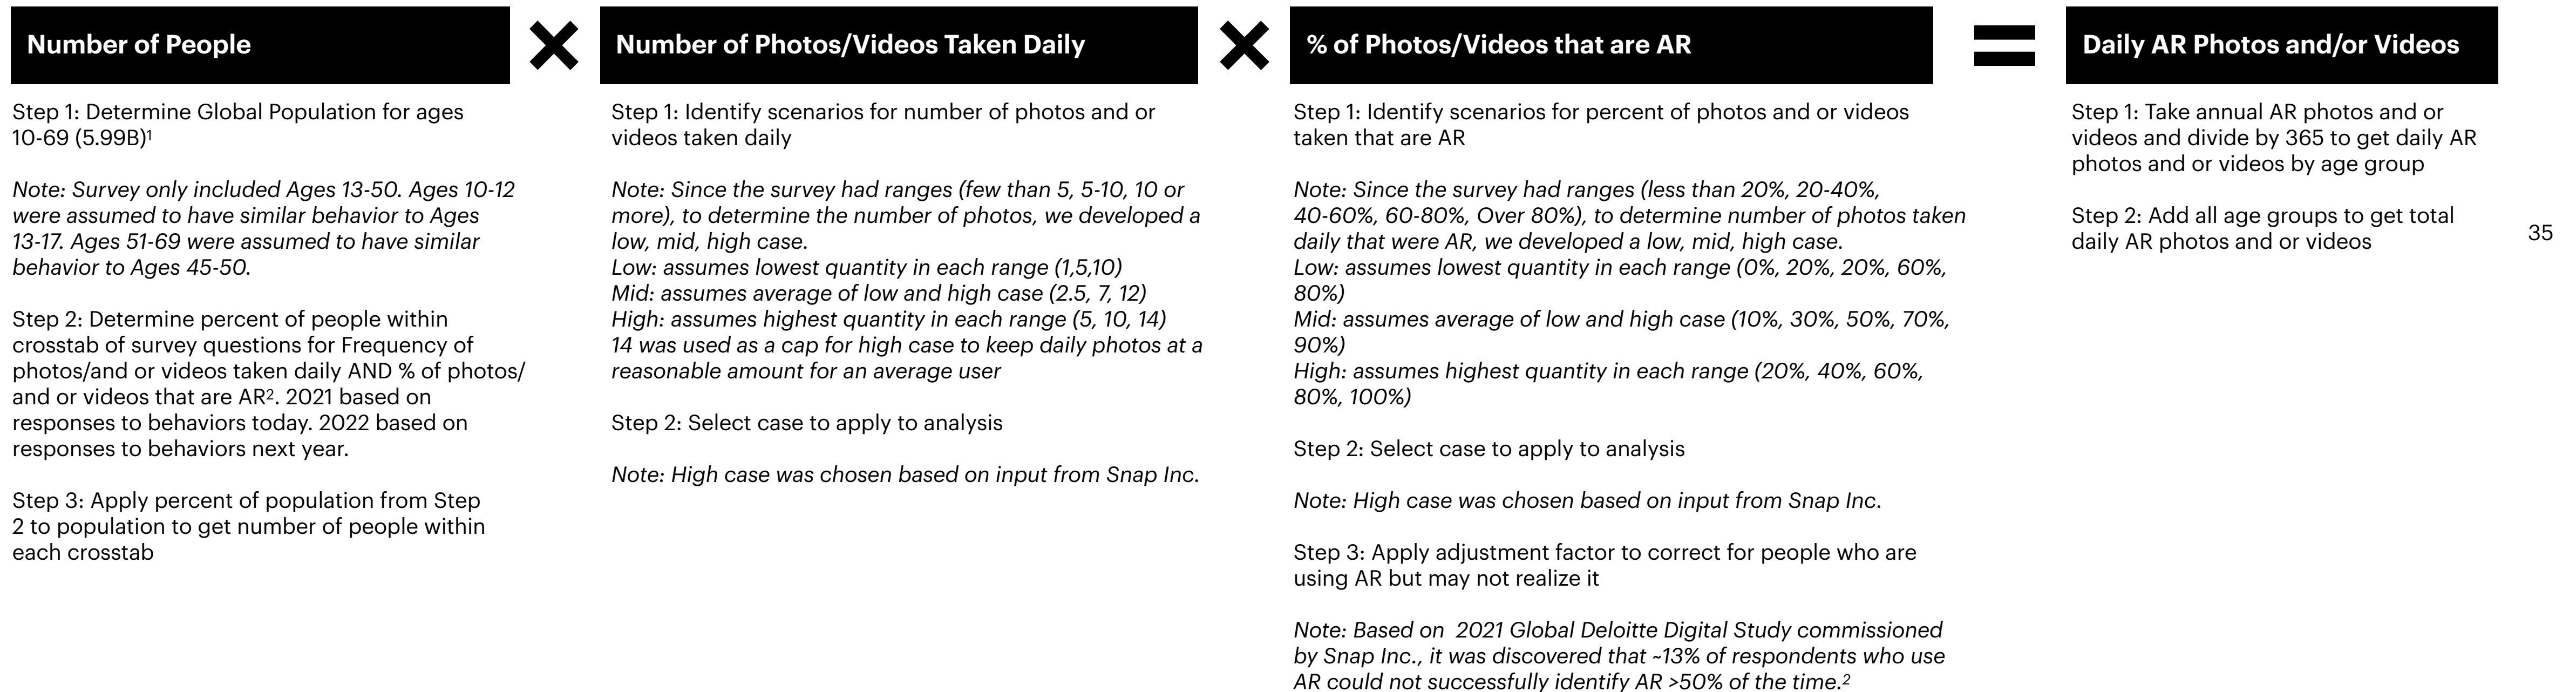 Number of People
×
Number of Photos/Videos Taken Daily
×
% of Photos/Videos that are AR
=
Daily AR Photos and/or Videos
Step 1: Determine Global Population for ages
10-69 (5.99B)¹
Note: Survey only included Ages 13-50. Ages 10-12
were assumed to have similar behavior to Ages
13-17. Ages 51-69 were assumed to have similar
behavior to Ages 45-50.
Step 2: Determine percent of people within
crosstab of survey questions for Frequency of
photos/and or videos taken daily AND % of photos/
and or videos that are AR². 2021 based on
responses to behaviors today. 2022 based on
responses to behaviors next year.
Step 3: Apply percent of population from Step
2 to population to get number of people within
each crosstab
Step 1: Identify scenarios for number of photos and or
videos taken daily
Note: Since the survey had ranges (few than 5, 5-10, 10 or
more), to determine the number of photos, we developed a
low, mid, high case.
Low: assumes lowest quantity in each range (1,5,10)
Mid: assumes average of low and high case (2.5, 7, 12)
High: assumes highest quantity in each range (5, 10, 14)
14 was used as a cap for high case to keep daily photos at a
reasonable amount for an average user
Step 2: Select case to apply to analysis
Note: High case was chosen based on input from Snap Inc.
Step 1: Identify scenarios for percent of photos and or videos
taken that are AR
Note: Since the survey had ranges (less than 20%, 20-40%,
40-60%, 60-80%, Over 80%), to determine number of photos taken
daily that were AR, we developed a low, mid, high case.
Low: assumes lowest quantity in each range (0%, 20%, 20%, 60%,
80%)
Mid: assumes average of low and high case (10%, 30%, 50%, 70%,
90%)
High: assumes highest quantity in each range (20%, 40%, 60%,
80%, 100%)
Step 2: Select case to apply to analysis
Note: High case was chosen based on input from Snap Inc.
Step 3: Apply adjustment factor to correct for people who are
using AR but may not realize it
Note: Based on  2021 Global Deloitte Digital Study commissioned
by Snap Inc., it was discovered that ~13% of respondents who use
AR could not successfully identify AR >50% of the time.²
Step 1: Take annual AR photos and or
videos and divide by 365 to get daily AR
photos and or videos by age group
Step 2: Add all age groups to get total
daily AR photos and or videos
35